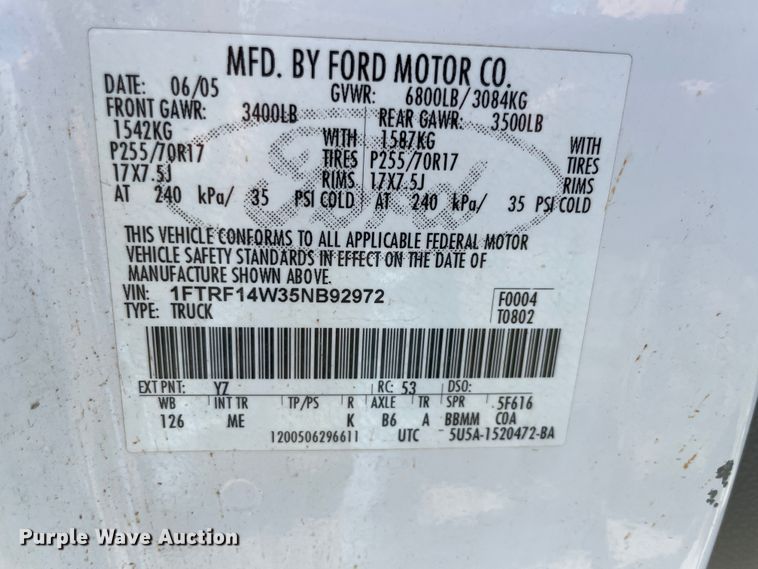 MFD. BY FORD MOTOR CO.
DATE: 06/05 GVWR: 6800LB/3084KG
FRONT GAWR: 3400LB REAR GAWR: 3500LB
1542KG WITH 1587KG WITH
P255/70R17 TIRES P255/70R17 TIRES
17X7.5J RIMS 17X7.5J RIMS
AT 240 kPa/ 35 PSI COLD AT 240 kPa/ 35 PSI COLD
Ford
THIS VEHICLE CONFORMS TO ALL APPLICABLE FEDERAL MOTOR
VEHICLE SAFETY STANDARDS IN EFFECT ON THE DATE OF
MANUFACTURE SHOWN ABOVE.
VIN: 1FTRF14W35NB92972 F0004
TYPE: TRUCK T0802
EXT PNT: YZ RC: 53 DSO:
WB INT TR TP/PS R AXLE TR SPR 5F616
126 ME K B6 A BBMM COA
1200506296611 UTC 5U5A-1520472-BA
Purple Wave Auction